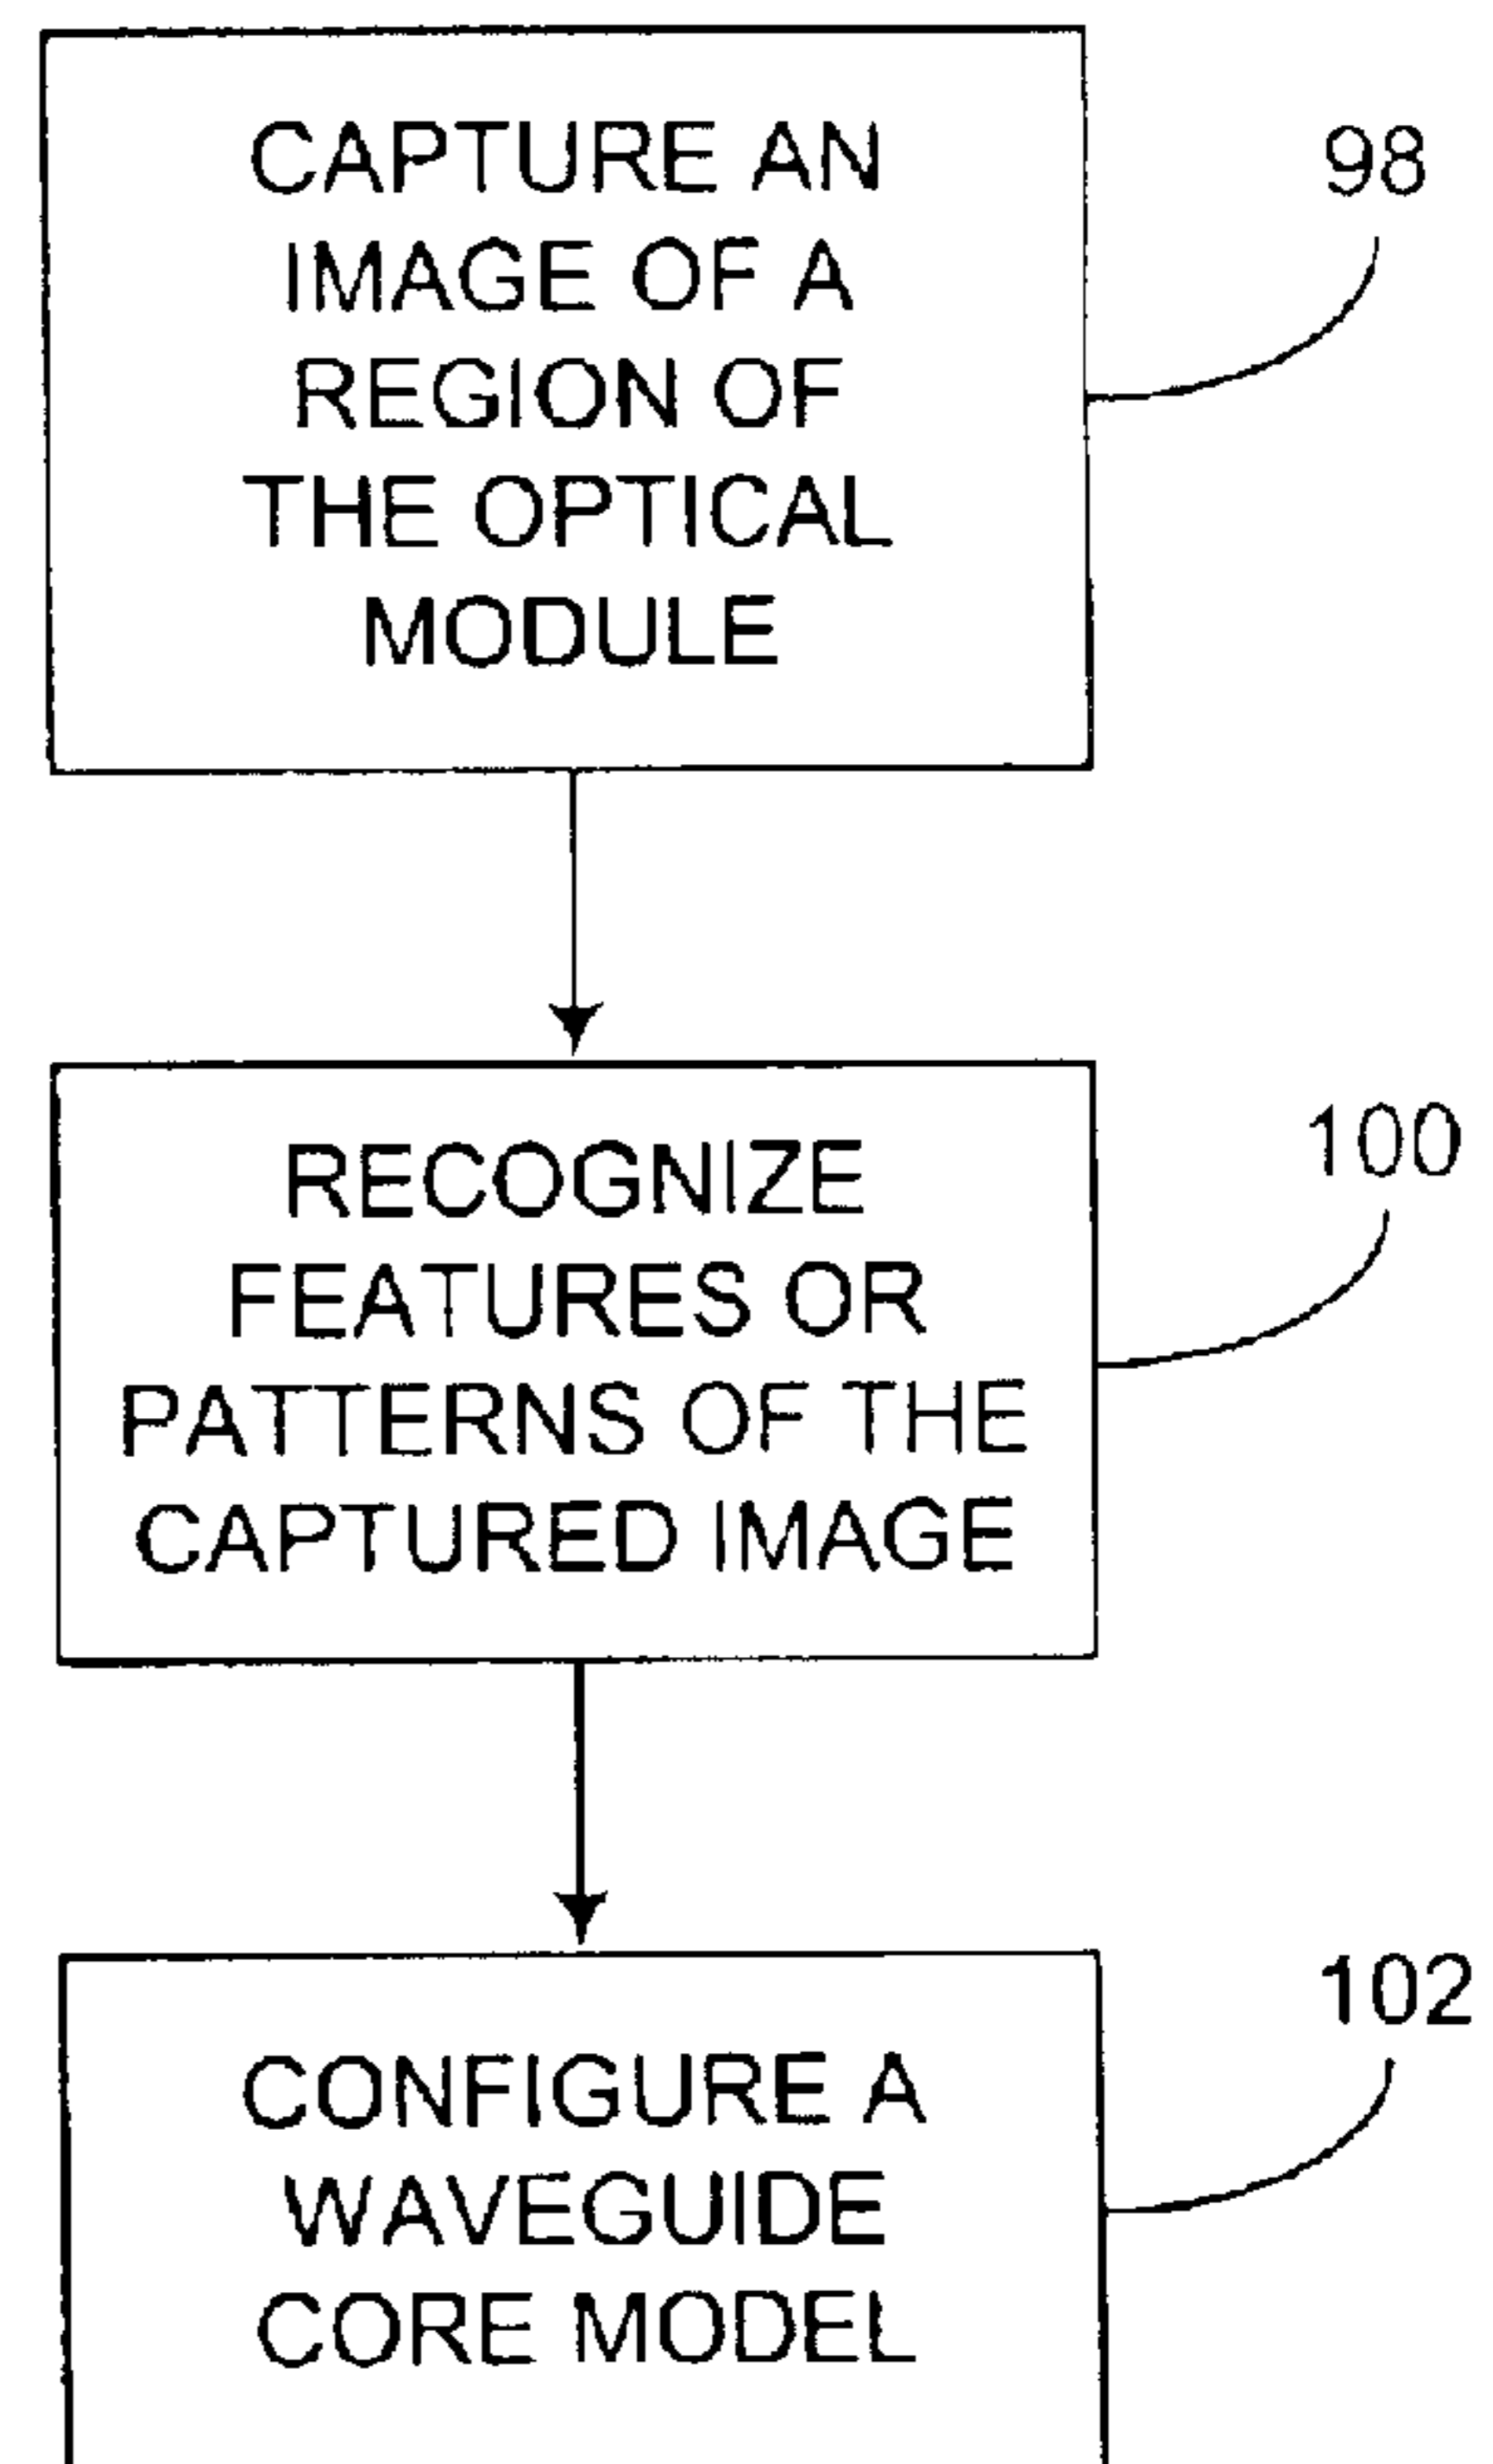 CAPTURE AN
IMAGE OF A
REGION OF
THE OPTICAL
MODULE
98
RECOGNIZE
FEATURES OR
PATTERNS OF THE
CAPTURED IMAGE
100
CONFIGURE A
WAVEGUIDE
CORE MODEL
102